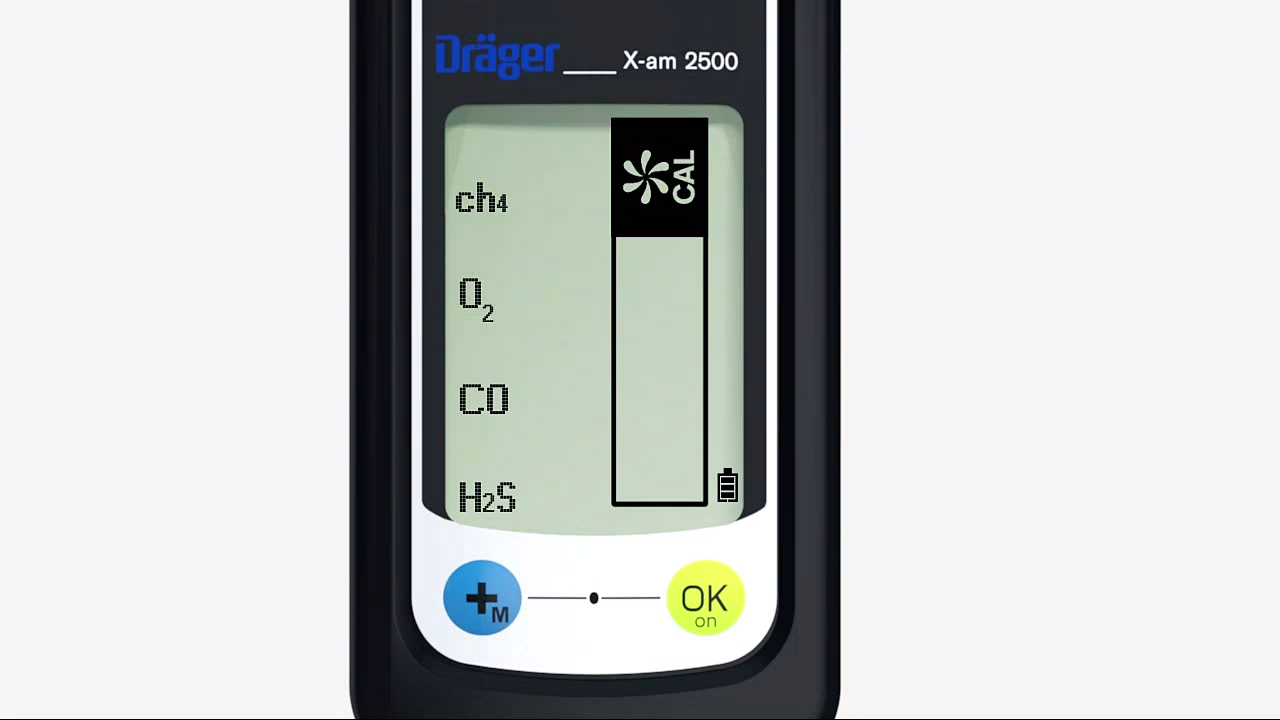 Dräger X-am 2500
CAL
ch₄
O₂
CO
H₂S
+M
OK
on